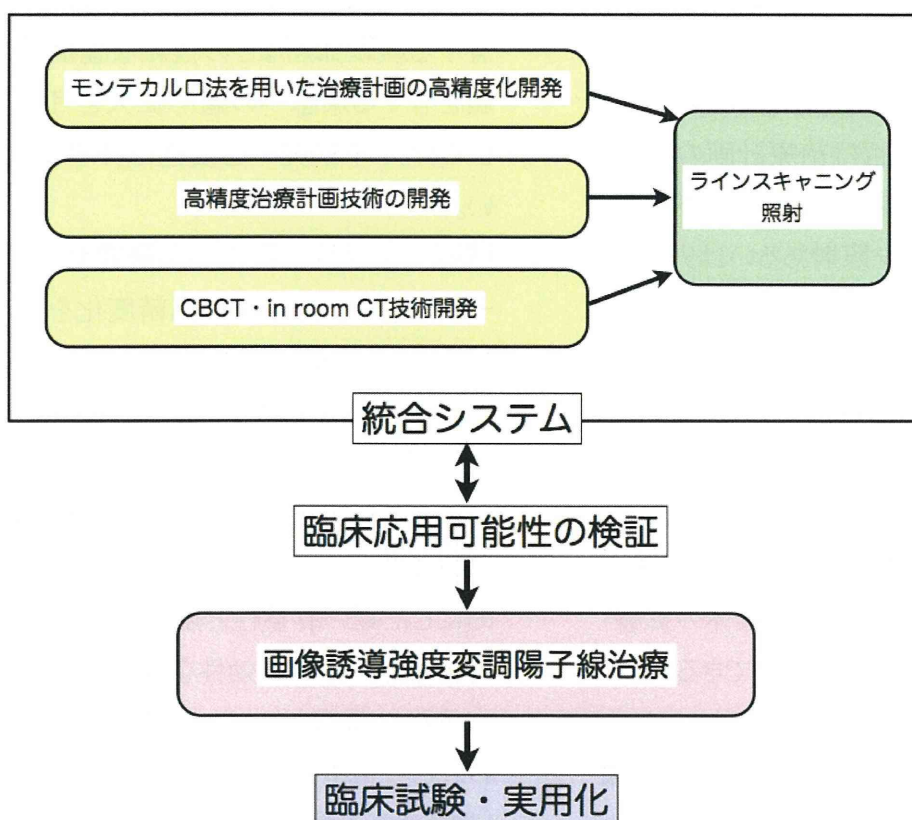 モンテカルロ法を用いた治療計画の高精度化開発
高精度治療計画技術の開発
CBCT・in room CT技術開発
ラインスキャニング
照射
統合システム
臨床応用可能性の検証
画像誘導強度変調陽子線治療
臨床試験・実用化